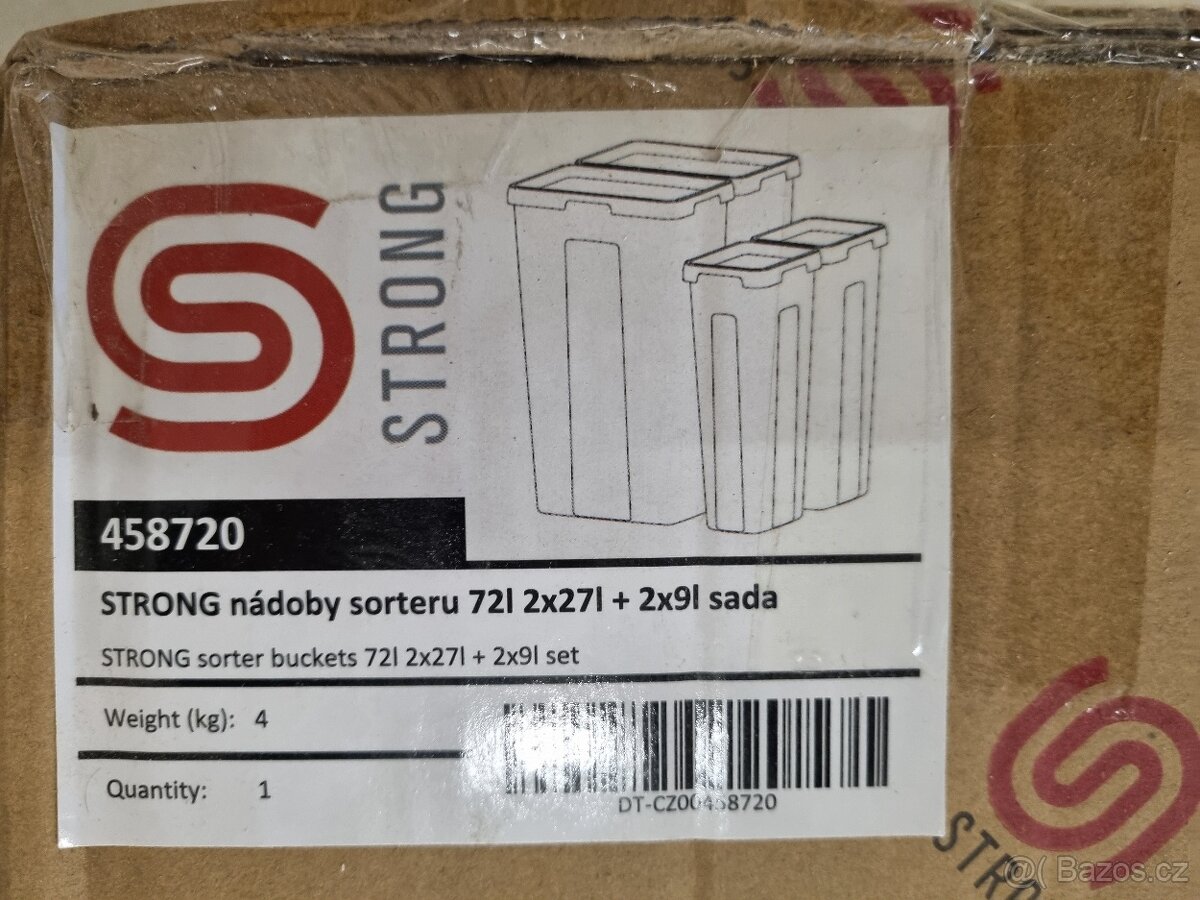 STRONG
458720
STRONG nádoby sorteru 72l 2x27l + 2x9l sada
STRONG sorter buckets 72l 2x27l + 2x9l set
Weight (kg): 4
Quantity: 1
DT-CZ00458720
STRO
@( Bazos.cz